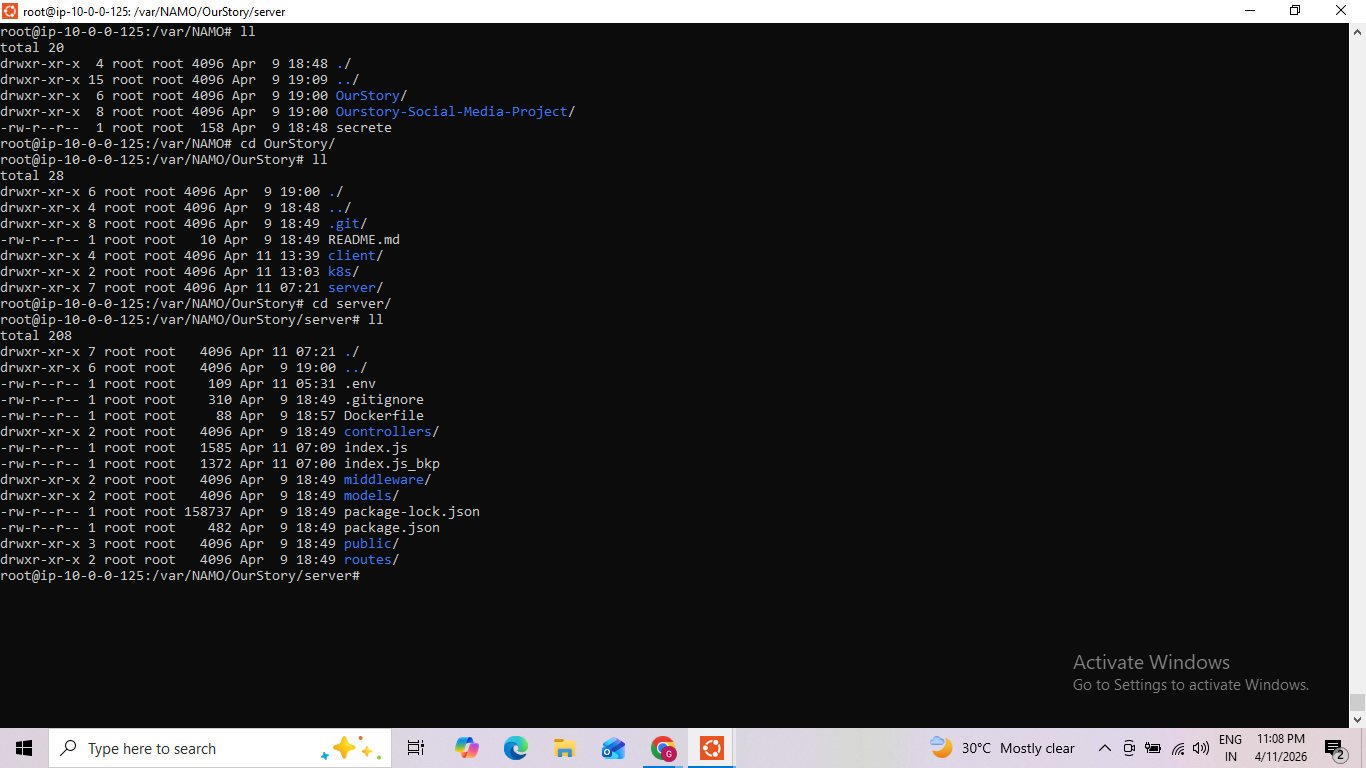 root@ip-10-0-0-125: /var/NAMO/OurStory/server
root@ip-10-0-0-125:/var/NAMO# ll
total 20
drwxr-xr-x  4 root root 4096 Apr  9 18:48 ./
drwxr-xr-x 15 root root 4096 Apr  9 19:09 ../
drwxr-xr-x  6 root root 4096 Apr  9 19:00 OurStory/
drwxr-xr-x  8 root root 4096 Apr  9 19:00 Ourstory-Social-Media-Project/
-rw-r--r--  1 root root  158 Apr  9 18:48 secrete
root@ip-10-0-0-125:/var/NAMO# cd OurStory/
root@ip-10-0-0-125:/var/NAMO/OurStory# ll
total 28
drwxr-xr-x 6 root root 4096 Apr  9 19:00 ./
drwxr-xr-x 4 root root 4096 Apr  9 18:48 ../
drwxr-xr-x 8 root root 4096 Apr  9 18:49 .git/
-rw-r--r-- 1 root root   10 Apr  9 18:49 README.md
drwxr-xr-x 4 root root 4096 Apr 11 13:39 client/
drwxr-xr-x 2 root root 4096 Apr 11 13:03 k8s/
drwxr-xr-x 7 root root 4096 Apr 11 07:21 server/
root@ip-10-0-0-125:/var/NAMO/OurStory# cd server/
root@ip-10-0-0-125:/var/NAMO/OurStory/server# ll
total 208
drwxr-xr-x 7 root root   4096 Apr 11 07:21 ./
drwxr-xr-x 6 root root   4096 Apr  9 19:00 ../
-rw-r--r-- 1 root root    109 Apr 11 05:31 .env
-rw-r--r-- 1 root root    310 Apr  9 18:49 .gitignore
-rw-r--r-- 1 root root     88 Apr  9 18:57 Dockerfile
drwxr-xr-x 2 root root   4096 Apr  9 18:49 controllers/
-rw-r--r-- 1 root root   1585 Apr 11 07:09 index.js
-rw-r--r-- 1 root root   1372 Apr 11 07:00 index.js_bkp
drwxr-xr-x 2 root root   4096 Apr  9 18:49 middleware/
drwxr-xr-x 2 root root   4096 Apr  9 18:49 models/
-rw-r--r-- 1 root root 158737 Apr  9 18:49 package-lock.json
-rw-r--r-- 1 root root    482 Apr  9 18:49 package.json
drwxr-xr-x 3 root root   4096 Apr  9 18:49 public/
drwxr-xr-x 2 root root   4096 Apr  9 18:49 routes/
root@ip-10-0-0-125:/var/NAMO/OurStory/server#
Activate Windows
Go to Settings to activate Windows.
Type here to search
G
30°C Mostly clear
ENG
IN
11:08 PM
4/11/2026
2